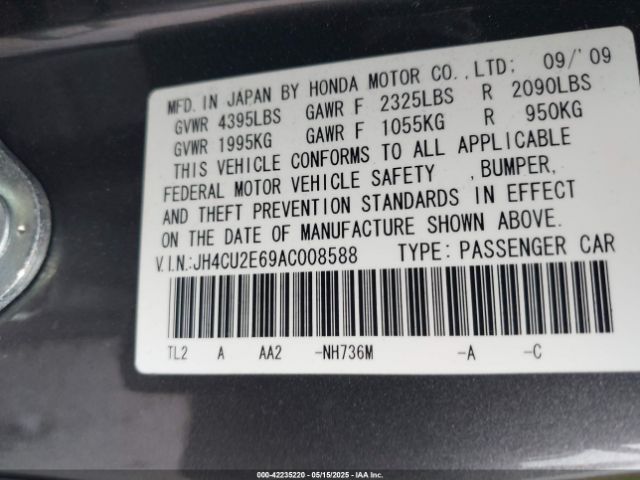 MFD. IN JAPAN BY HONDA MOTOR CO.,LTD; 09/'09
GVWR 4395LBS GAWR F 2325LBS R 2090LBS
GVWR 1995KG GAWR F 1055KG R 950KG
THIS VEHICLE CONFORMS TO ALL APPLICABLE
FEDERAL MOTOR VEHICLE SAFETY ,BUMPER,
AND THEFT PREVENTION STANDARDS IN EFFECT
ON THE DATE OF MANUFACTURE SHOWN ABOVE.
V.I.N.:JH4CU2E69AC008588 TYPE: PASSENGER CAR
TL2 A AA2 -NH736M -A -C
000-42235220 - 05/15/2025 - IAAI, Inc.